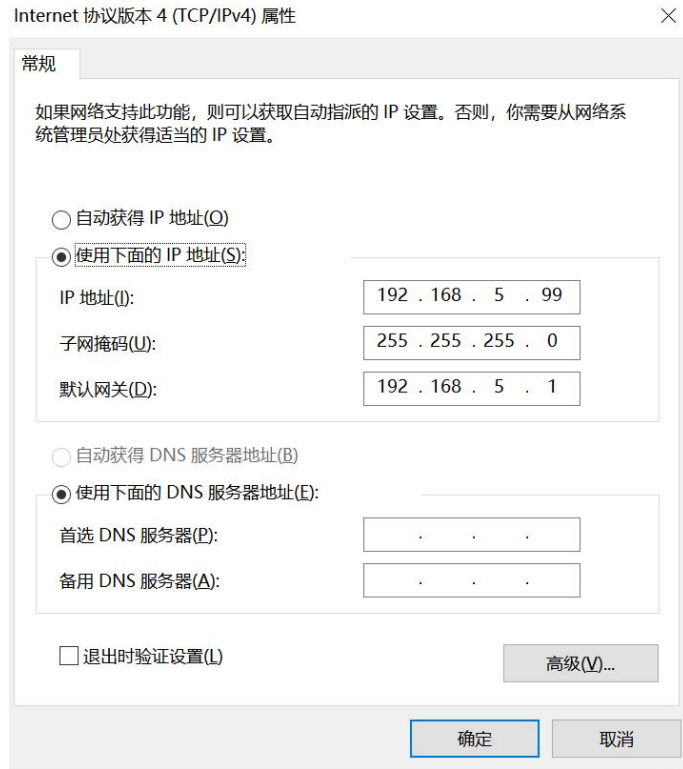 Internet 协议版本 4 (TCP/IPv4) 属性
常规
如果网络支持此功能，则可以获取自动指派的 IP 设置。否则，你需要从网络系
统管理员处获得适当的 IP 设置。
自动获得 IP 地址(O)
使用下面的 IP 地址(S):
IP 地址(I): 192 . 168 . 5 . 99
子网掩码(U): 255 . 255 . 255 . 0
默认网关(D): 192 . 168 . 5 . 1
自动获得 DNS 服务器地址(B)
使用下面的 DNS 服务器地址(E):
首选 DNS 服务器(P): . . .
备用 DNS 服务器(A): . . .
退出时验证设置(L)
高级(V)...
确定 取消